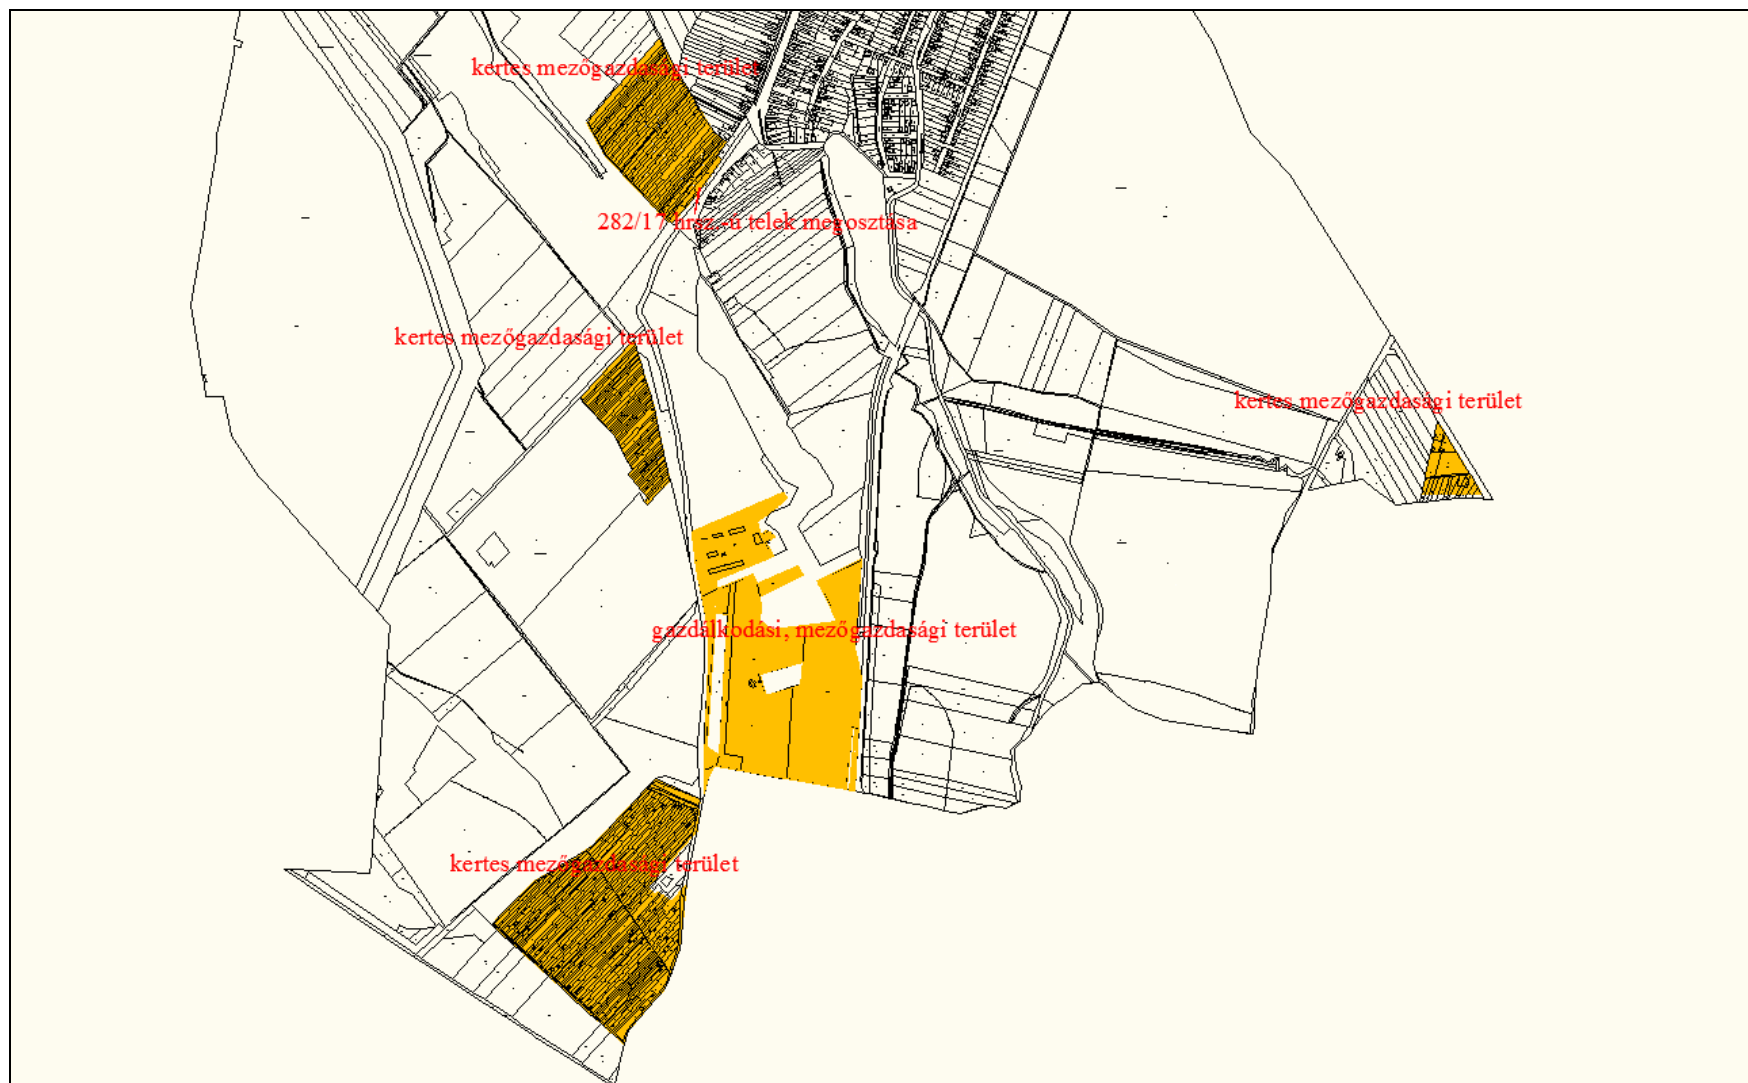 kertes mezőgazdasági terület
282/17 hrsz.-ú telek megosztása
kertes mezőgazdasági terület
kertes mezőgazdasági terület
gazdálkodási, mezőgazdasági terület
kertes mezőgazdasági terület